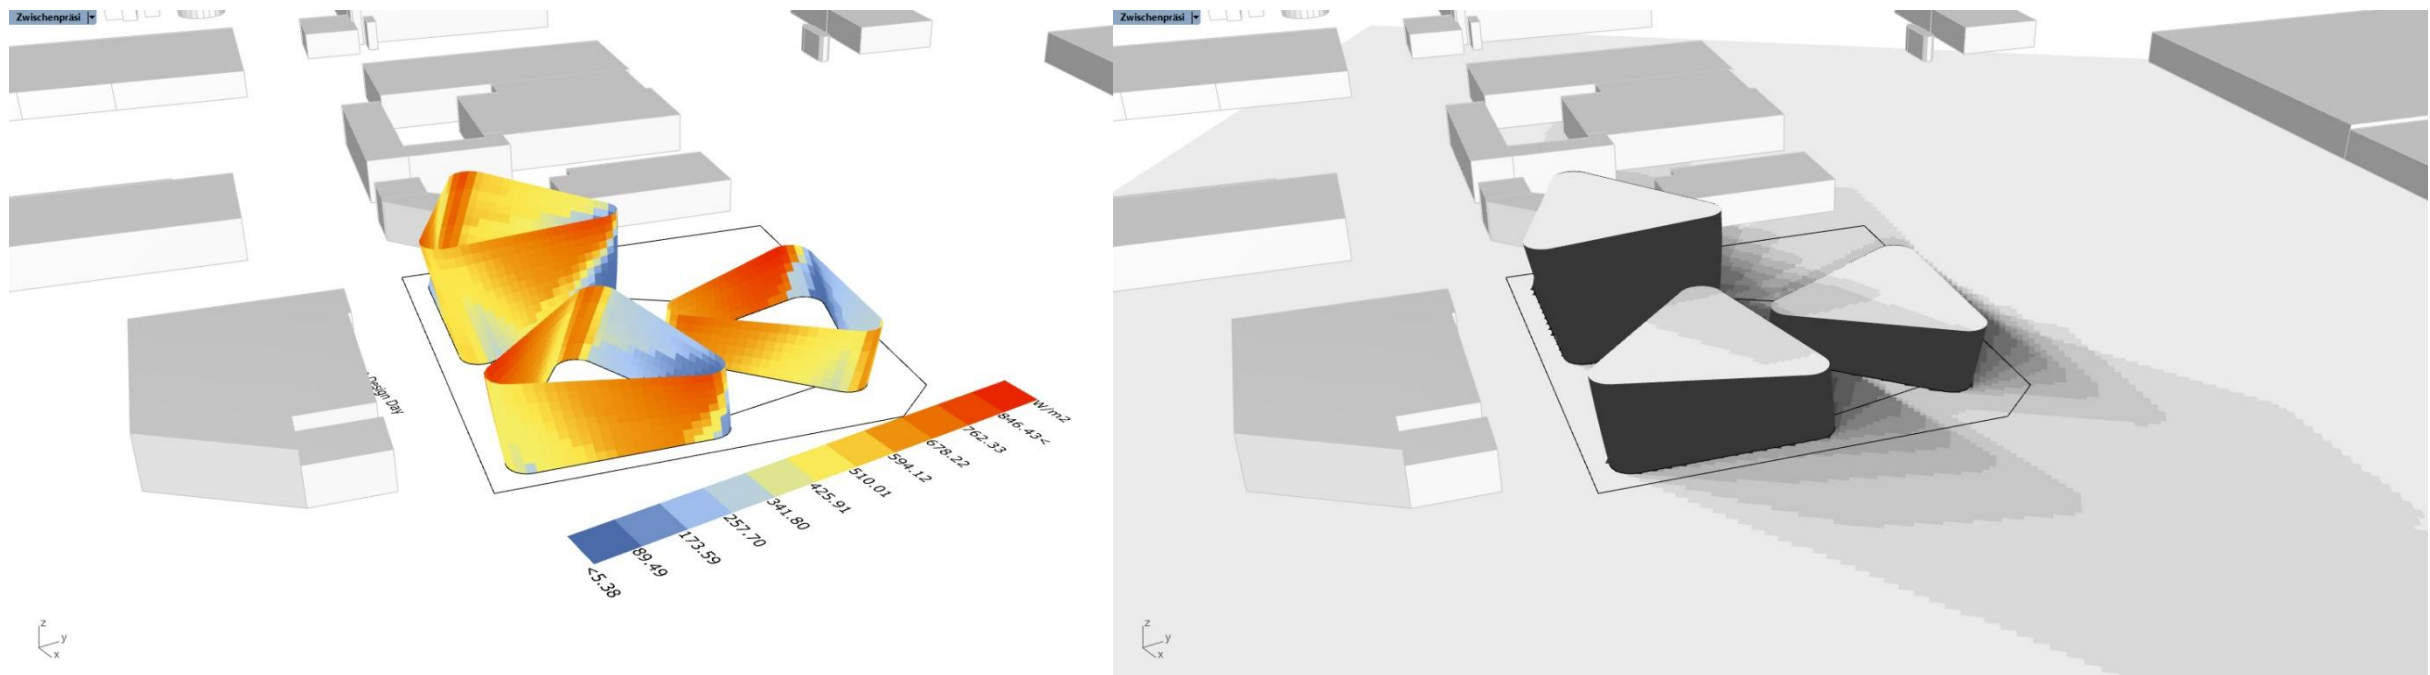 Zwischenpräsi
Design Day
W/m2
846.43<
762.33
678.22
594.12
510.01
425.91
341.80
257.70
173.59
89.49
<5.38
z
y
x
Zwischenpräsi
z
y
x